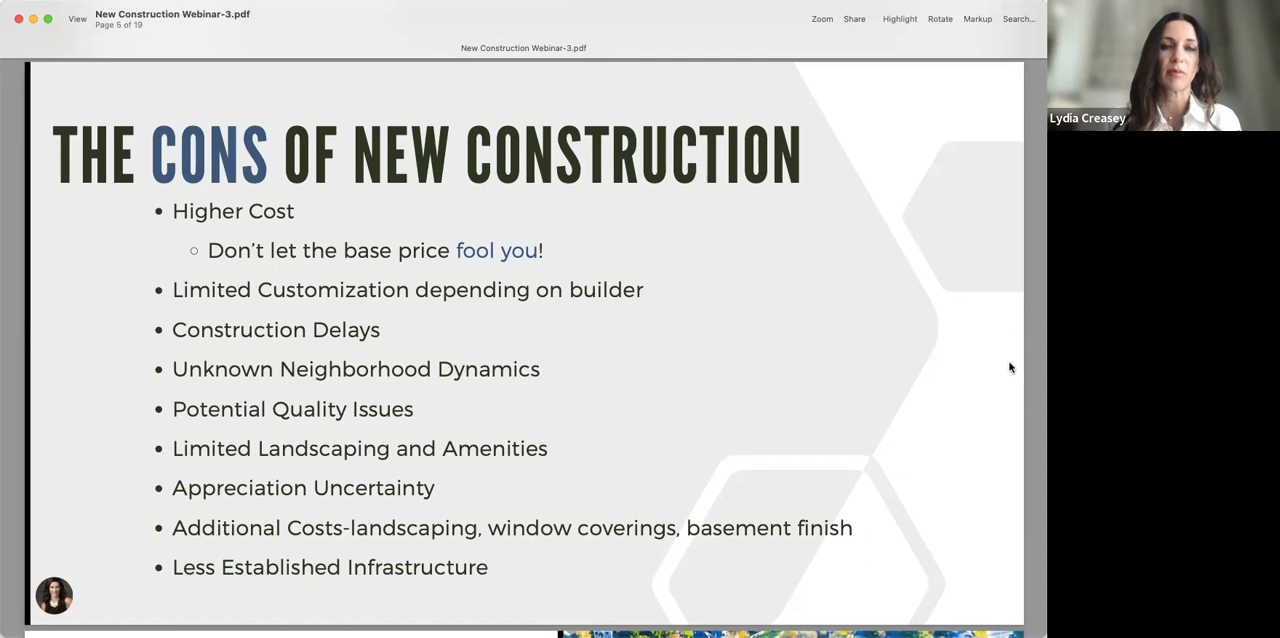 View
New Construction Webinar-3.pdf
Page 5 of 19
Zoom Share Highlight Rotate Markup Search...
New Construction Webinar-3.pdf
THE CONS OF NEW CONSTRUCTION
• Higher Cost
○ Don’t let the base price fool you!
• Limited Customization depending on builder
• Construction Delays
• Unknown Neighborhood Dynamics
• Potential Quality Issues
• Limited Landscaping and Amenities
• Appreciation Uncertainty
• Additional Costs-landscaping, window coverings, basement finish
• Less Established Infrastructure
Lydia Creasey